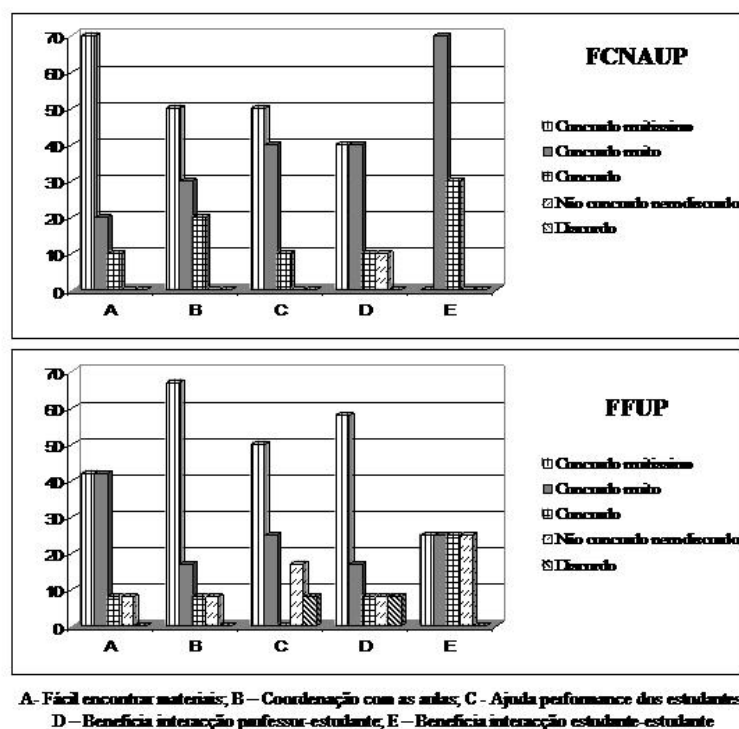 FCNAUP
70
60
50
40
30
20
10
0
A B C D E
Concordo muitíssimo
Concordo muito
Concordo
Não concordo nem discordo
Discordo
FFUP
70
60
50
40
30
20
10
0
A B C D E
Concordo muitíssimo
Concordo muito
Concordo
Não concordo nem discordo
Discordo
A- Fácil encontrar materiais; B – Coordenação com as aulas; C - Ajuda performance dos estudantes
D – Beneficia interacção professor-estudante; E – Beneficia interacção estudante-estudante